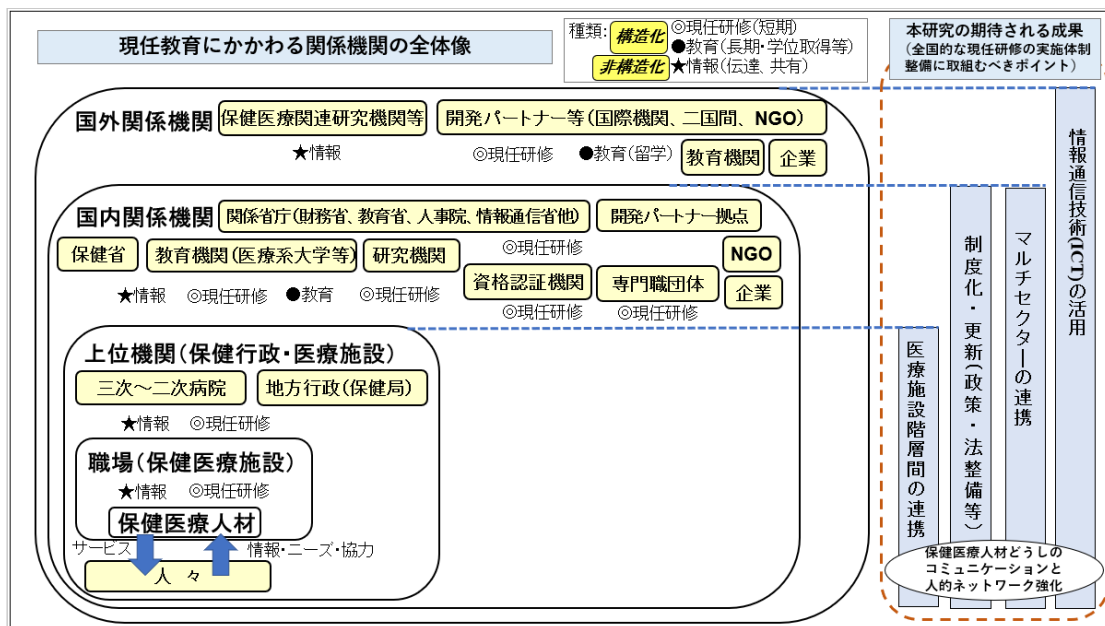 現任教育にかかわる関係機関の全体像
種類:
構造化
◎現任研修(短期)
●教育(長期・学位取得等)
非構造化
★情報(伝達、共有)
本研究の期待される成果
(全国的な現任研修の実施体制
整備に取組むべきポイント)
国外関係機関
保健医療関連研究機関等
開発パートナー等(国際機関、二国間、NGO)
★情報
◎現任研修
●教育(留学)
教育機関
企業
国内関係機関
関係省庁(財務省、教育省、人事院、情報通信省他)
開発パートナー拠点
保健省
教育機関(医療系大学等)
研究機関
◎現任研修
NGO
資格認証機関
専門職団体
企業
★情報
◎現任研修
●教育
◎現任研修
◎現任研修
◎現任研修
上位機関(保健行政・医療施設)
三次～二次病院
地方行政(保健局)
★情報
◎現任研修
職場(保健医療施設)
★情報
◎現任研修
保健医療人材
サービス
情報・ニーズ・協力
人々
医療施設階層間の連携
制度化・更新(政策・法整備等)
マルチセクターの連携
情報通信技術(ICT)の活用
保健医療人材どうしの
コミュニケーションと
人的ネットワーク強化